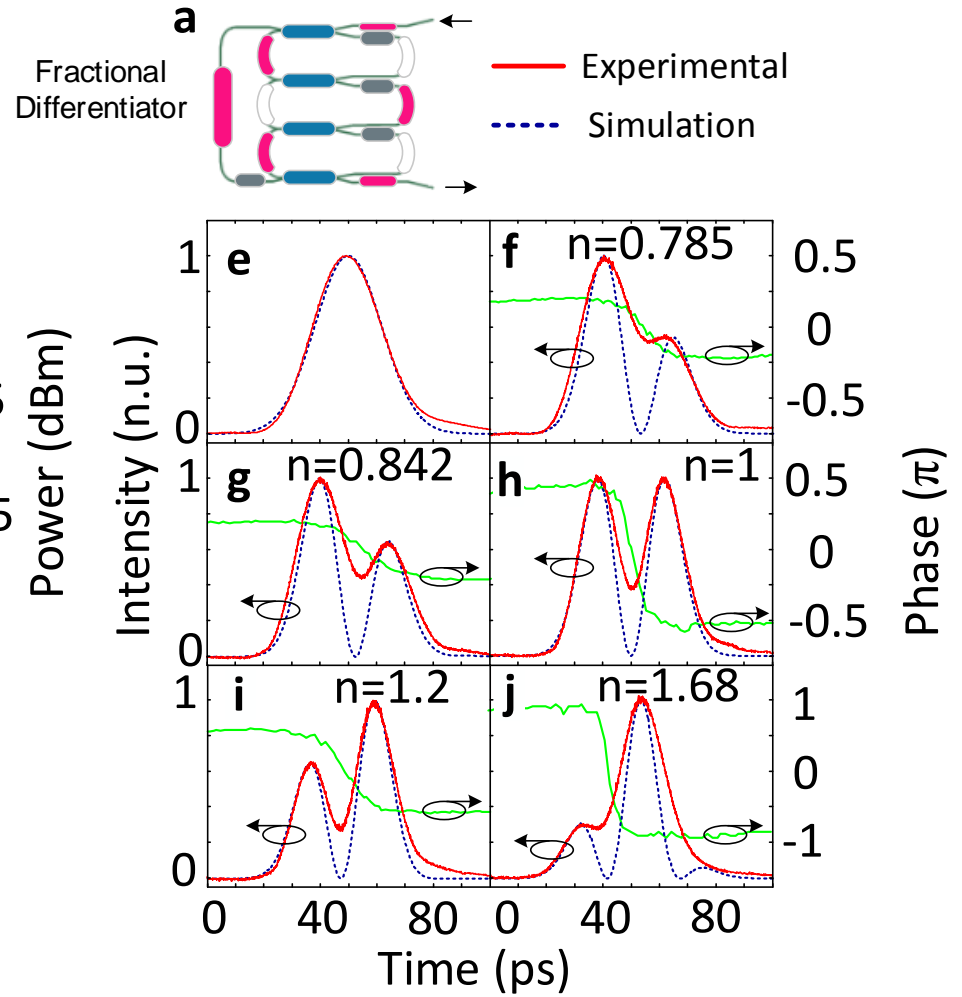 a
Fractional
Differentiator
Experimental
Simulation
e
f
n=0.785
1
0
0.5
0
-0.5
g
n=0.842
h
n=1
1
0
0.5
0
-0.5
i
n=1.2
j
n=1.68
1
0
1
0
-1
Power (dBm)
Intensity (n.u.)
Phase (π)
0 40 80 0 40 80
Time (ps)